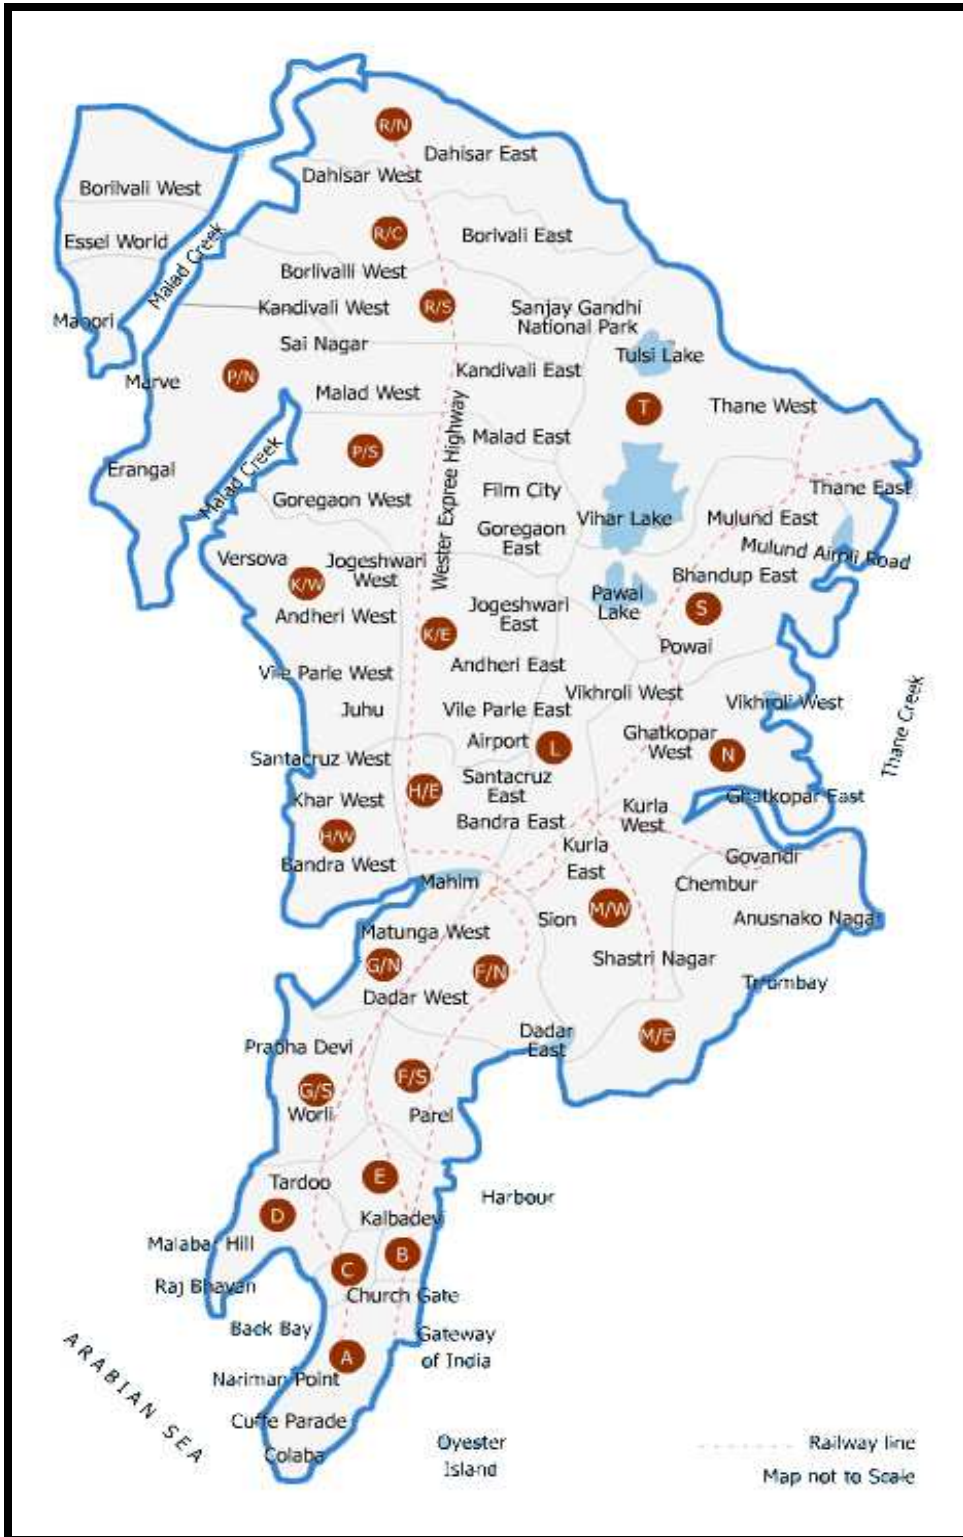 R/N
Dahisar East
Dahisar West
Borilvali West
R/C
Borivali East
Essel World
Malad Creek
Borlivalli West
Kandivali West
R/S
Sanjay Gandhi
National Park
Manori
Sai Nagar
Tulsi Lake
Kandivali East
Marve
P/N
Malad West
T
Thane West
Wester Expree Highway
Malad East
P/S
Erangal
Malad Creek
Film City
Thane East
Goregaon West
Vihar Lake
Mulund East
Goregaon
East
Mulund Airoli Road
Versova
Jogeshwari
West
Bhandup East
K/W
Pawai
Lake
S
Jogeshwari
East
Andheri West
K/E
Powai
Andheri East
Vile Parle West
Vikhroli West
Vikhroli West
Juhu
Vile Parle East
Thane Creek
Airport
L
Ghatkopar
West
N
Santacruz West
Santacruz
East
H/E
Khar West
Ghatkopar East
Kurla
West
Bandra East
H/W
Kurla
East
Bandra West
Govandi
Mahim
Chembur
M/W
Sion
Anusnako Nagar
Matunga West
G/N
F/N
Shastri Nagar
Trombay
Dadar West
Dadar
East
M/E
Prabha Devi
F/S
G/S
Worli
Parel
Tardoo
E
Harbour
D
Kalbadevi
Malabar Hill
B
C
Raj Bhavan
Church Gate
Back Bay
Gateway
of India
ARABIAN SEA
A
Nariman Point
Cuffe Parade
Colaba
Oyester
Island
Railway line
Map not to Scale